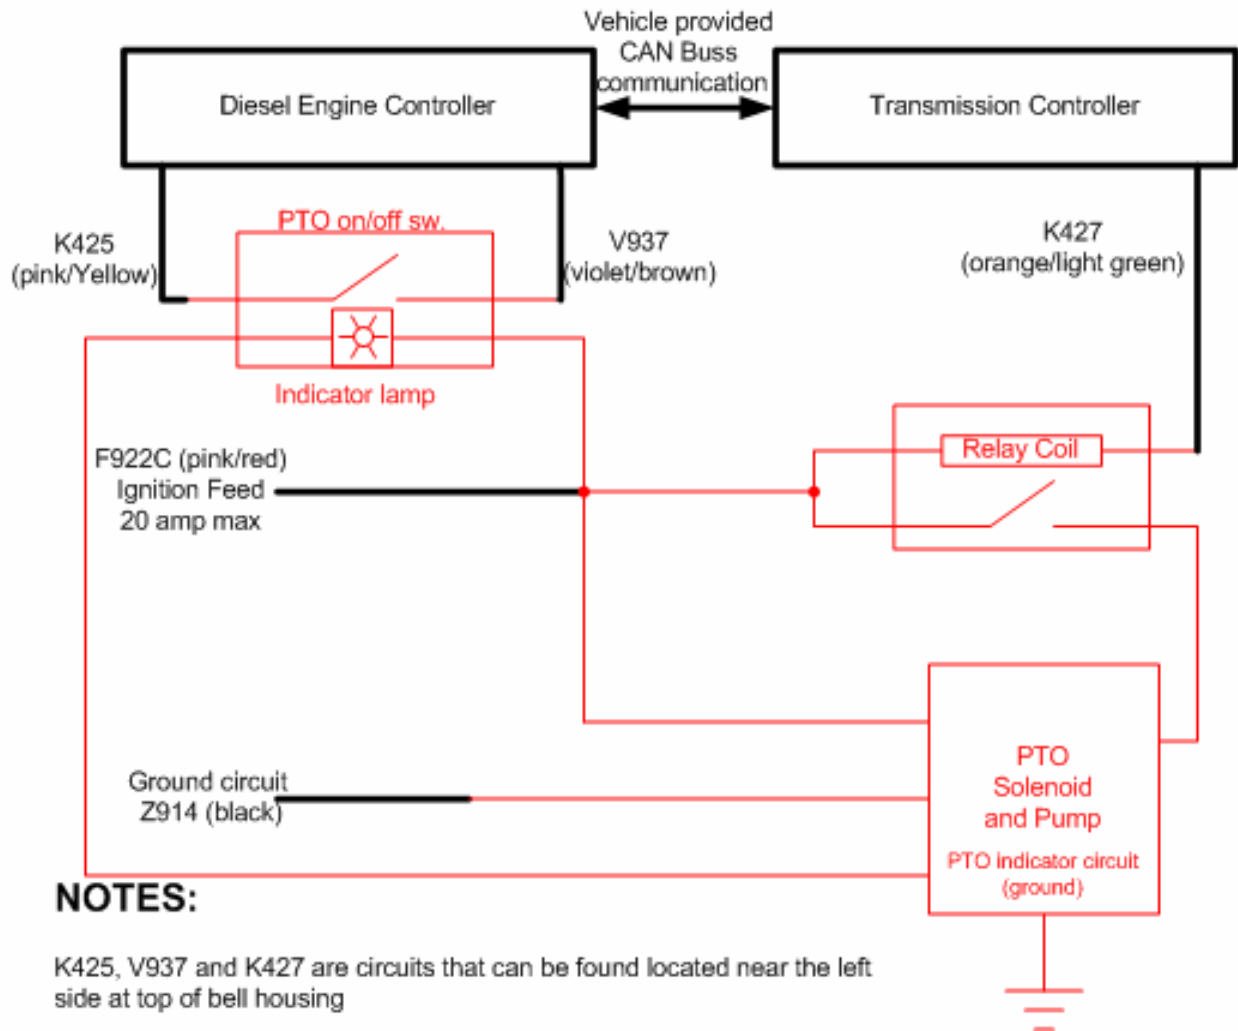 Vehicle provided
CAN Buss
communication
Diesel Engine Controller
Transmission Controller
PTO on/off sw.
K425
(pink/Yellow)
V937
(violet/brown)
K427
(orange/light green)
Indicator lamp
Relay Coil
F922C (pink/red)
Ignition Feed
20 amp max
Ground circuit
Z914 (black)
PTO
Solenoid
and Pump
PTO indicator circuit
(ground)
NOTES:
K425, V937 and K427 are circuits that can be found located near the left
side at top of bell housing